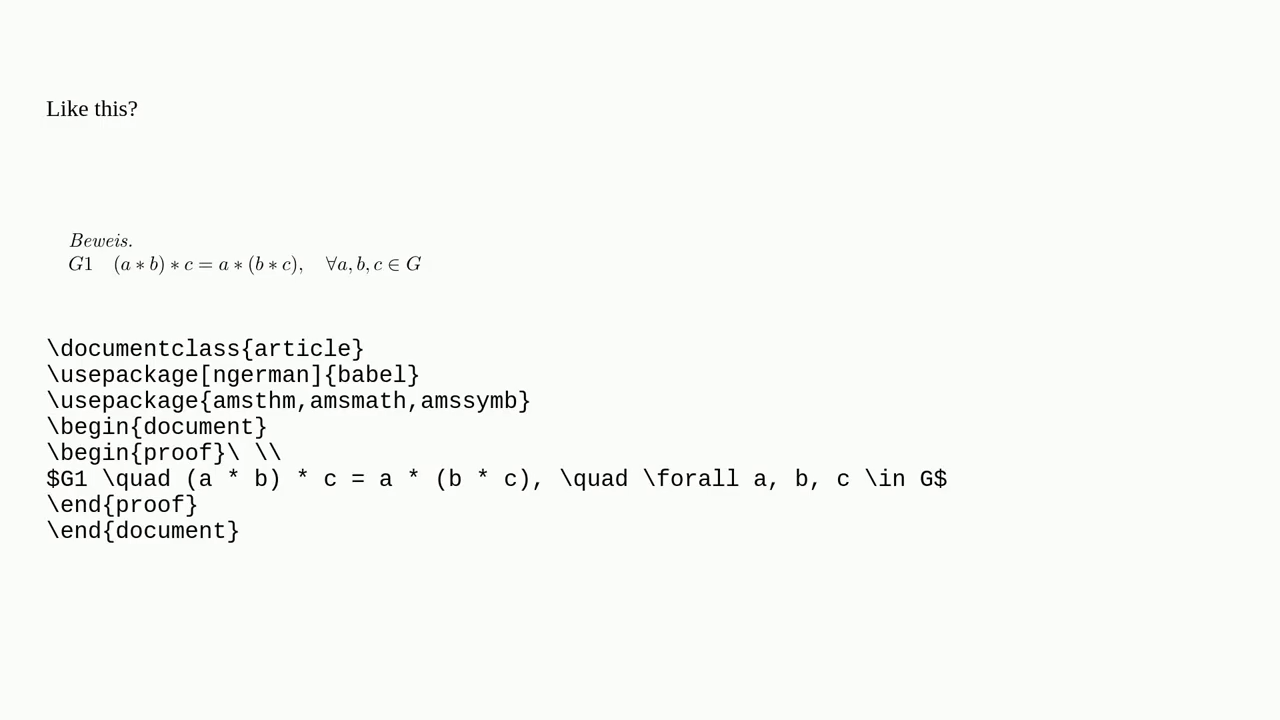 Like this?
Beweis.
G1 (a ∗ b) ∗ c = a ∗ (b ∗ c), ∀a, b, c ∈ G
\documentclass{article}
\usepackage[ngerman]{babel}
\usepackage{amsthm,amsmath,amssymb}
\begin{document}
\begin{proof}\ \\
$G1 \quad (a * b) * c = a * (b * c), \quad \forall a, b, c \in G$
\end{proof}
\end{document}